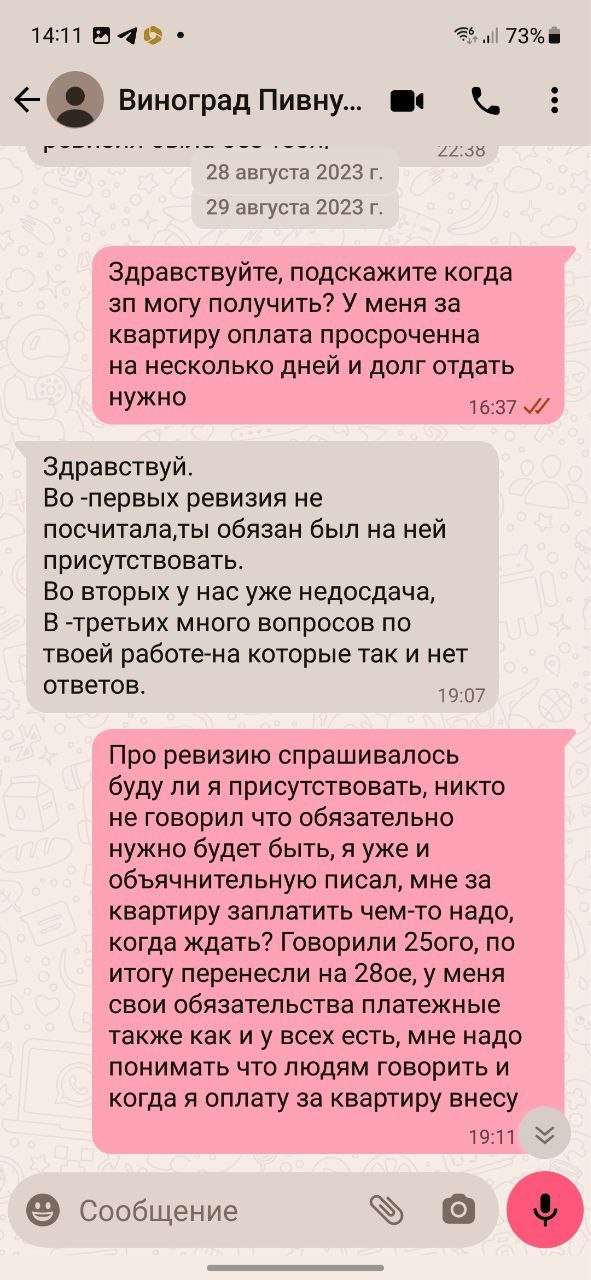 14:11
73%
Виноград Пивну...
22:38
28 августа 2023 г.
29 августа 2023 г.
Здравствуйте, подскажите когда
зп могу получить? У меня за
квартиру оплата просроченна
на несколько дней и долг отдать
нужно
16:37
Здравствуй.
Во -первых ревизия не
посчитала,ты обязан был на ней
присутствовать.
Во вторых у нас уже недосдача,
В -третьих много вопросов по
твоей работе-на которые так и нет
ответов.
19:07
Про ревизию спрашивалось
буду ли я присутствовать, никто
не говорил что обязательно
нужно будет быть, я уже и
объячнительную писал, мне за
квартиру заплатить чем-то надо,
когда ждать? Говорили 25ого, по
итогу перенесли на 28ое, у меня
свои обязательства платежные
также как и у всех есть, мне надо
понимать что людям говорить и
когда я оплату за квартиру внесу
19:11
Сообщение